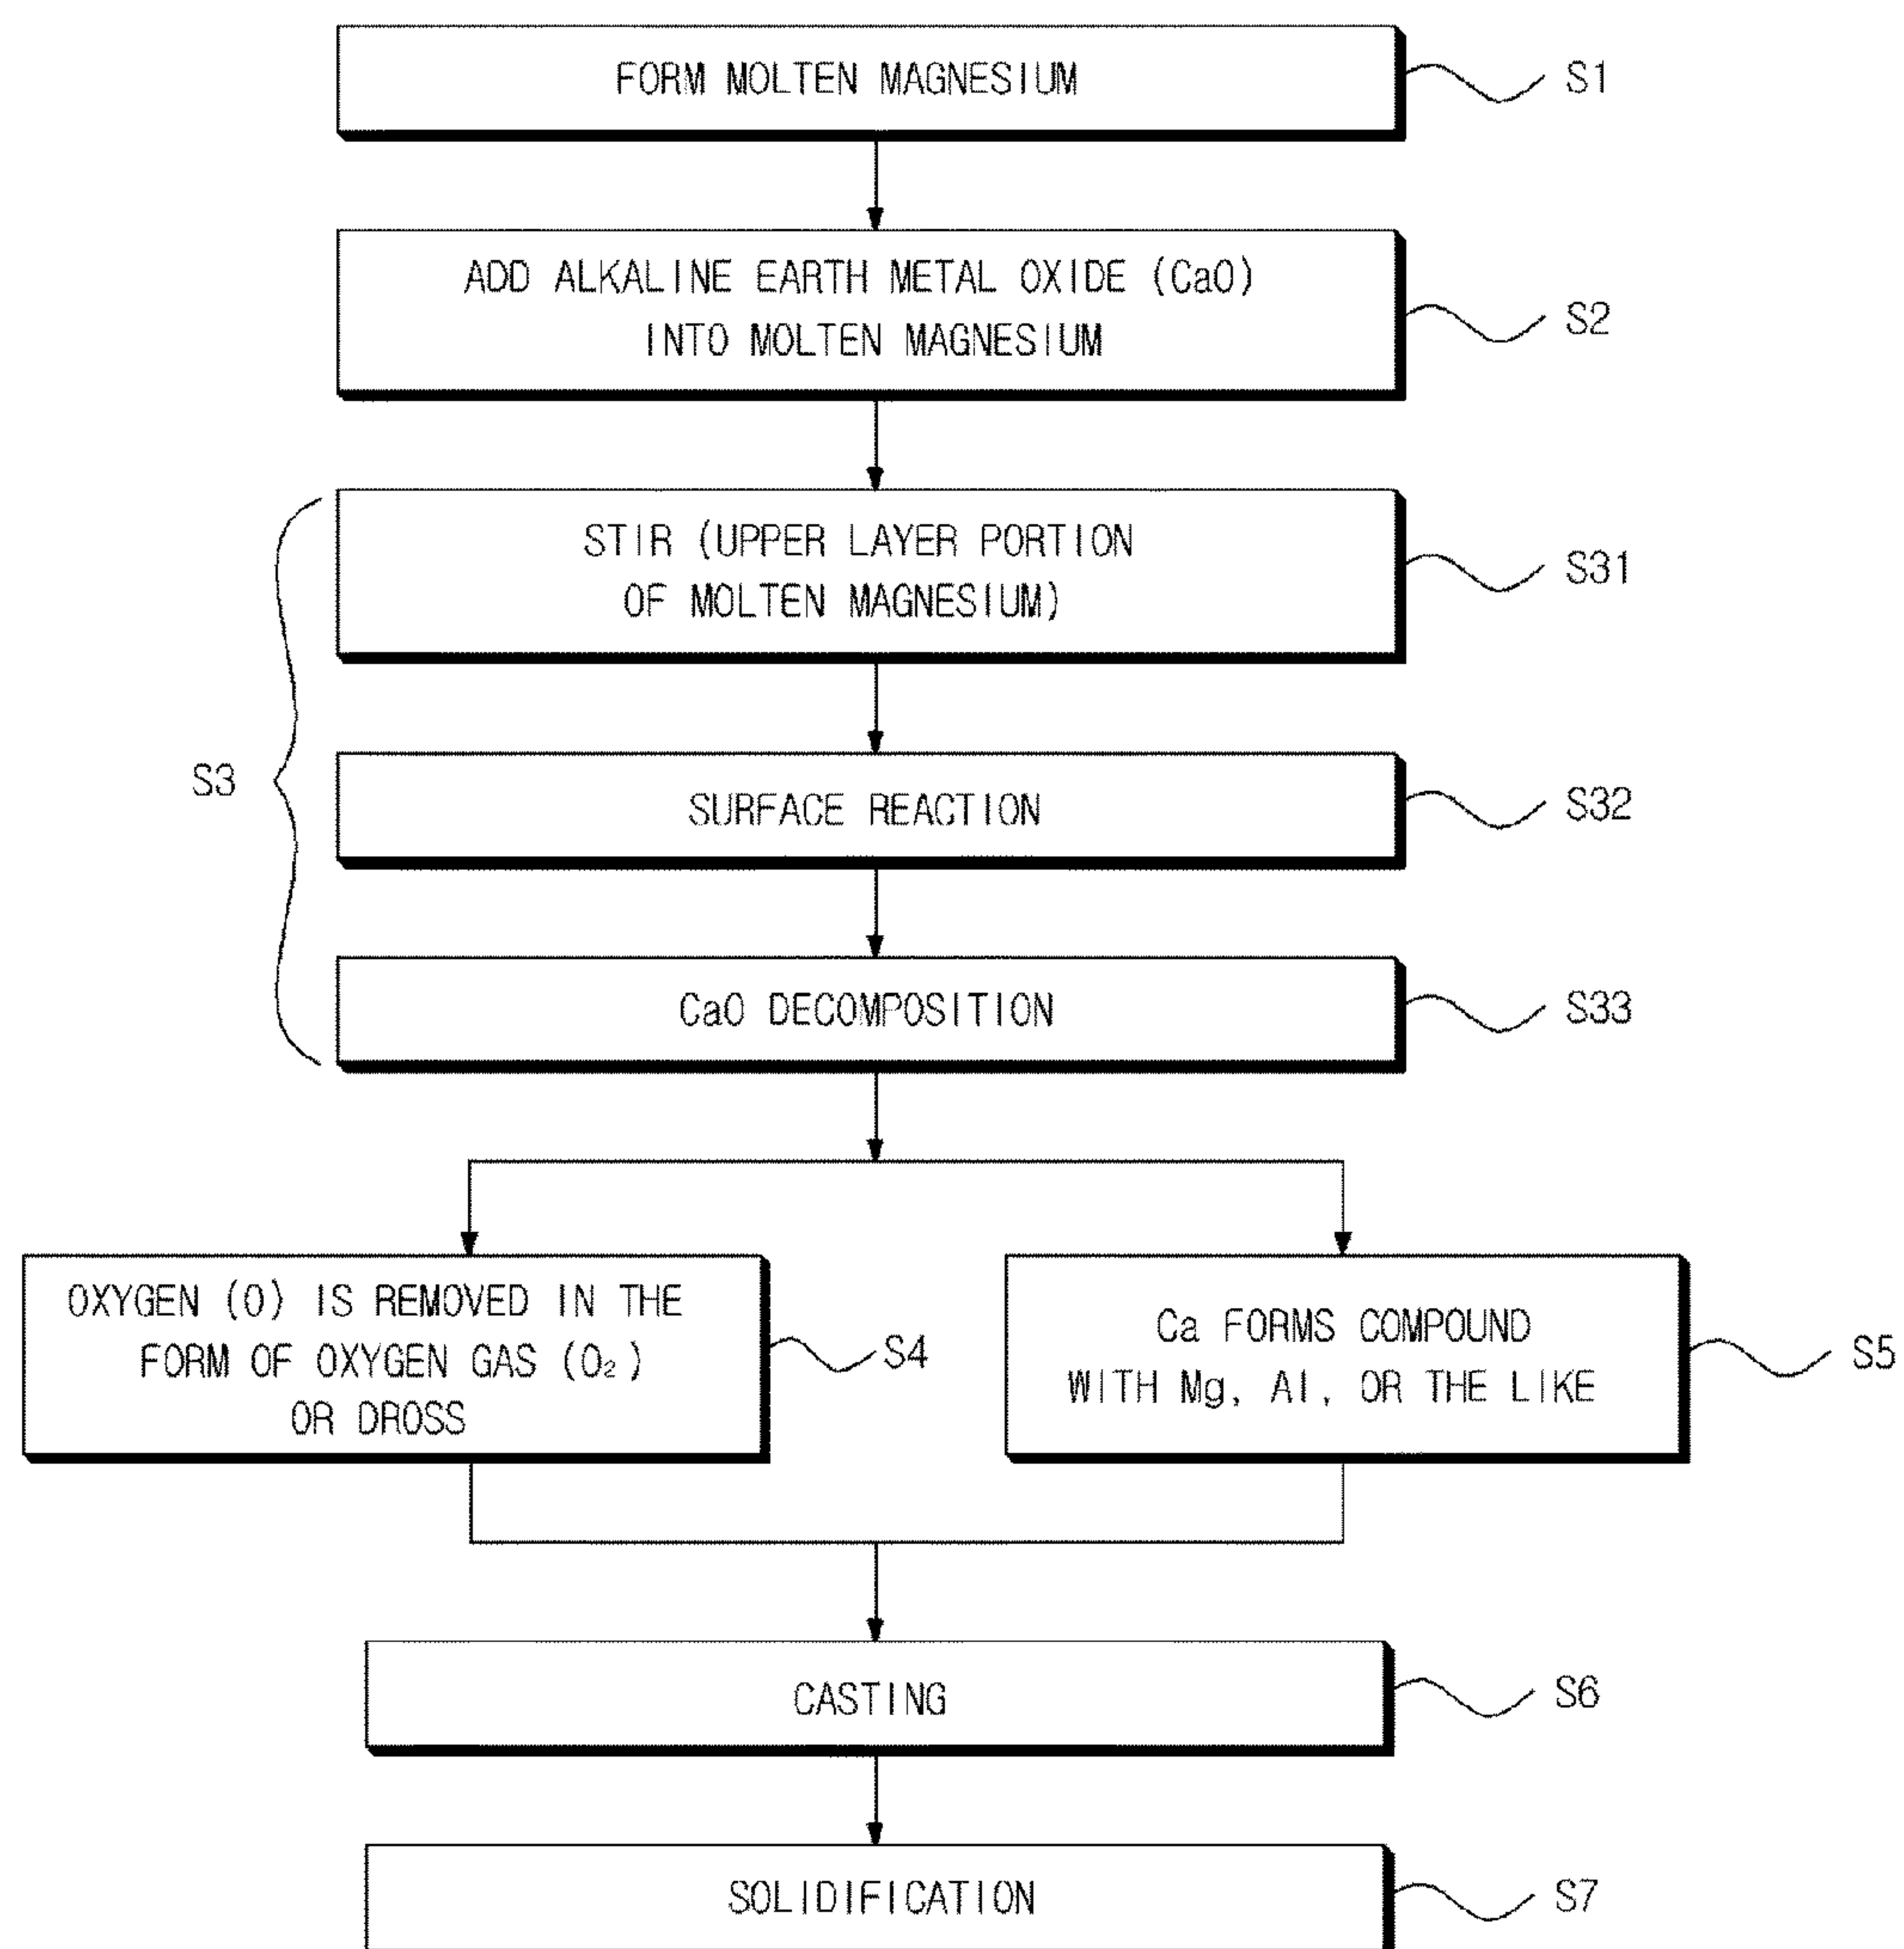 FORM MOLTEN MAGNESIUM
S1
ADD ALKALINE EARTH METAL OXIDE (CaO)
INTO MOLTEN MAGNESIUM
S2
STIR (UPPER LAYER PORTION
OF MOLTEN MAGNESIUM)
S31
S3
SURFACE REACTION
S32
CaO DECOMPOSITION
S33
OXYGEN (O) IS REMOVED IN THE
FORM OF OXYGEN GAS (O₂)
OR DROSS
S4
Ca FORMS COMPOUND
WITH Mg, Al, OR THE LIKE
S5
CASTING
S6
SOLIDIFICATION
S7